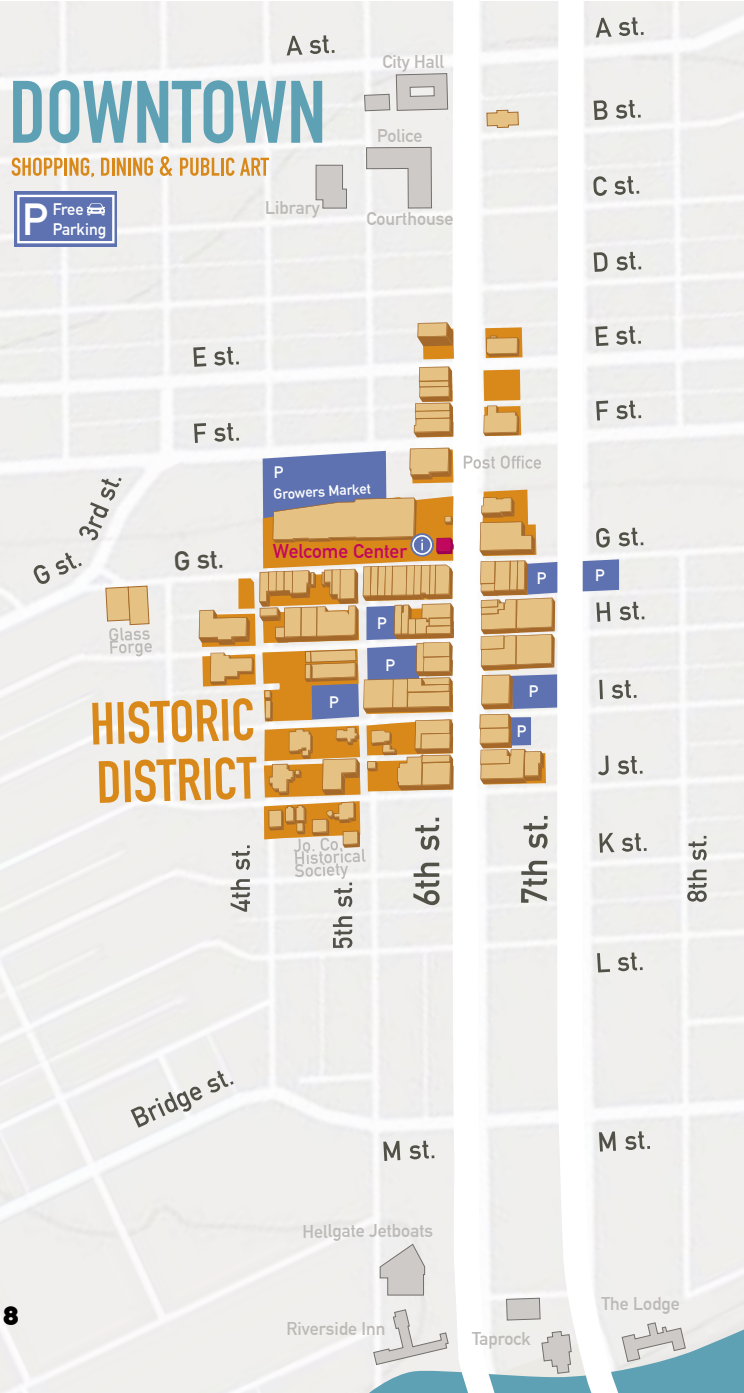 A st.
A st.
City Hall
DOWNTOWN
B st.
Police
SHOPPING, DINING & PUBLIC ART
C st.
P Free
Parking
Library
Courthouse
D st.
E st.
E st.
F st.
F st.
P
Growers Market
Post Office
3rd st.
G st.
G st.
G st.
Welcome Center i
P
P
H st.
Glass
Forge
P
P
I st.
P
P
HISTORIC
DISTRICT
P
J st.
K st.
Jo. Co.
Historical
Society
4th st.
5th st.
6th st.
7th st.
8th st.
L st.
Bridge st.
M st.
M st.
Hellgate Jetboats
8
Riverside Inn
Taprock
The Lodge